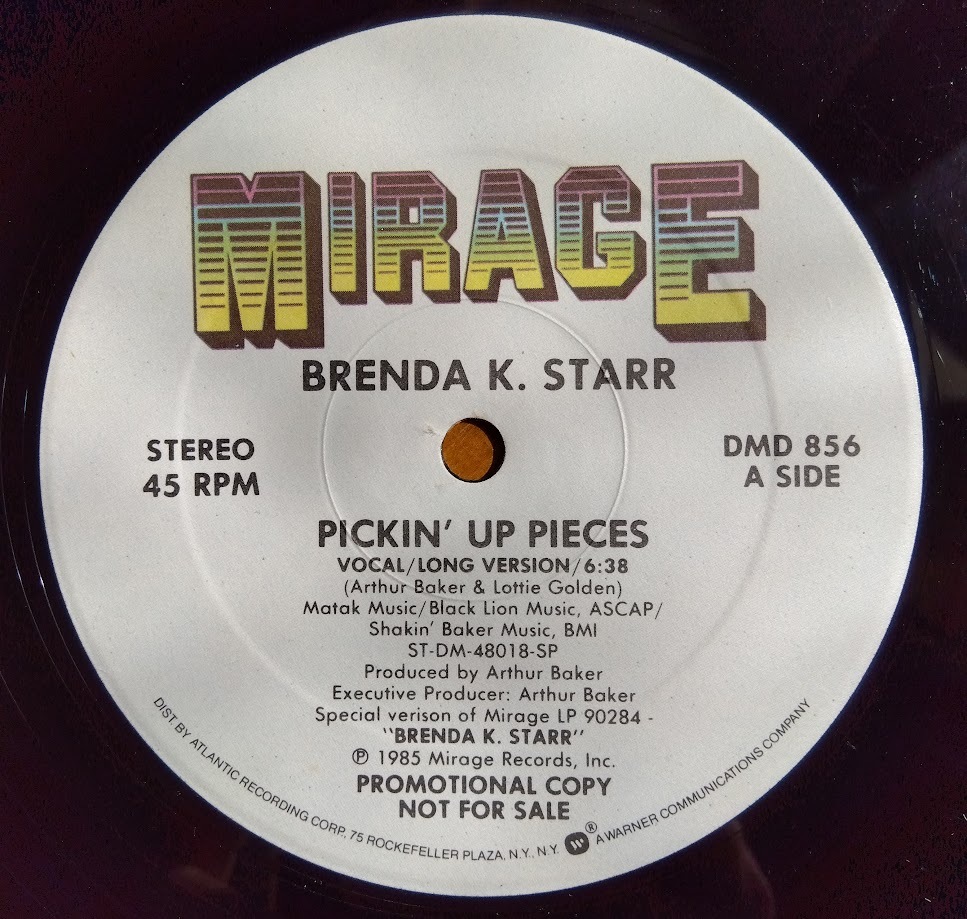 MIRAGE
BRENDA K. STARR
STEREO
45 RPM
DMD 856
A SIDE
PICKIN' UP PIECES
VOCAL/LONG VERSION/6:38
(Arthur Baker & Lottie Golden)
Matak Music/Black Lion Music, ASCAP/
Shakin' Baker Music, BMI
ST-DM-48018-SP
Produced by Arthur Baker
Executive Producer: Arthur Baker
Special verison of Mirage LP 90284 -
"BRENDA K. STARR"
℗ 1985 Mirage Records, Inc.
PROMOTIONAL COPY
NOT FOR SALE
DIST. BY ATLANTIC RECORDING CORP., 75 ROCKEFELLER PLAZA, N.Y., N.Y. W ® A WARNER COMMUNICATIONS COMPANY